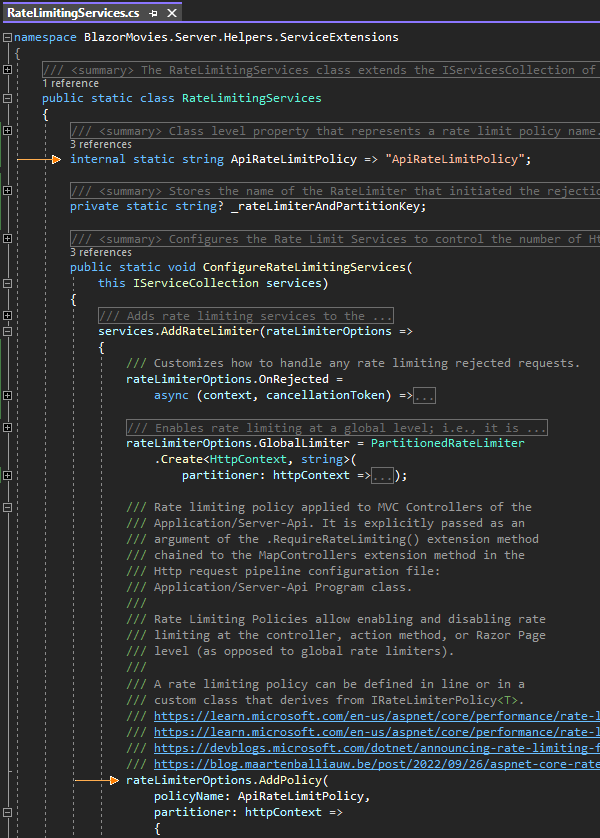 RateLimitingServices.cs
namespace BlazorMovies.Server.Helpers.ServiceExtensions
{
/// <summary> The RateLimitingServices class extends the IServicesCollection of
1 reference
public static class RateLimitingServices
{
/// <summary> Class level property that represents a rate limit policy name.
3 references
internal static string ApiRateLimitPolicy => "ApiRateLimitPolicy";
/// <summary> Stores the name of the RateLimiter that initiated the rejectio
private static string? _rateLimiterAndPartitionKey;
/// <summary> Configures the Rate Limit Services to control the number of Ht
3 references
public static void ConfigureRateLimitingServices(
this IServiceCollection services)
{
/// Adds rate limiting services to the ...
services.AddRateLimiter(rateLimiterOptions =>
{
/// Customizes how to handle any rate limiting rejected requests.
rateLimiterOptions.OnRejected =
async (context, cancellationToken) =>...
/// Enables rate limiting at a global level; i.e., it is ...
rateLimiterOptions.GlobalLimiter = PartitionedRateLimiter
.Create<HttpContext, string>(
partitioner: httpContext =>...);
/// Rate limiting policy applied to MVC Controllers of the
/// Application/Server-Api. It is explicitly passed as an
/// argument of the .RequireRateLimiting() extension method
/// chained to the MapControllers extension method in the
/// Http request pipeline configuration file:
/// Application/Server-Api Program class.
///
/// Rate Limiting Policies allow enabling and disabling rate
/// limiting at the controller, action method, or Razor Page
/// level (as opposed to global rate limiters).
///
/// A rate limiting policy can be defined in line or in a
/// custom class that derives from IRateLimiterPolicy<T>.
/// https://learn.microsoft.com/en-us/aspnet/core/performance/rate-l
/// https://learn.microsoft.com/en-us/aspnet/core/performance/rate-l
/// https://devblogs.microsoft.com/dotnet/announcing-rate-limiting-f
/// https://blog.maartenballiauw.be/post/2022/09/26/aspnet-core-rate
rateLimiterOptions.AddPolicy(
policyName: ApiRateLimitPolicy,
partitioner: httpContext =>
{